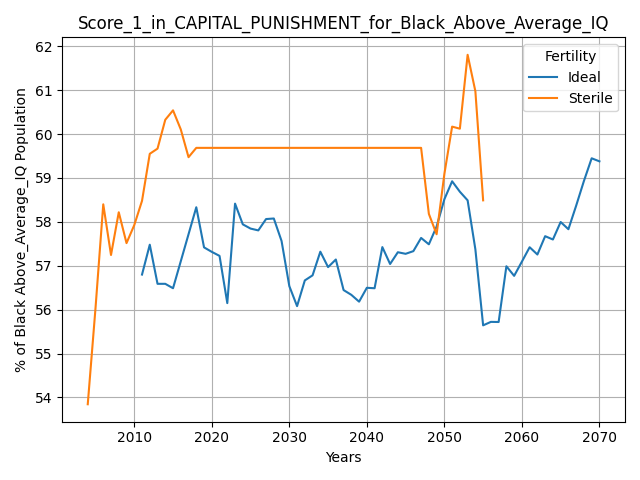 Score_1_in_CAPITAL_PUNISHMENT_for_Black_Above_Average_IQ
% of Black Above_Average_IQ Population
62
61
60
59
58
57
56
55
54
Fertility
Ideal
Sterile
2010 2020 2030 2040 2050 2060 2070
Years